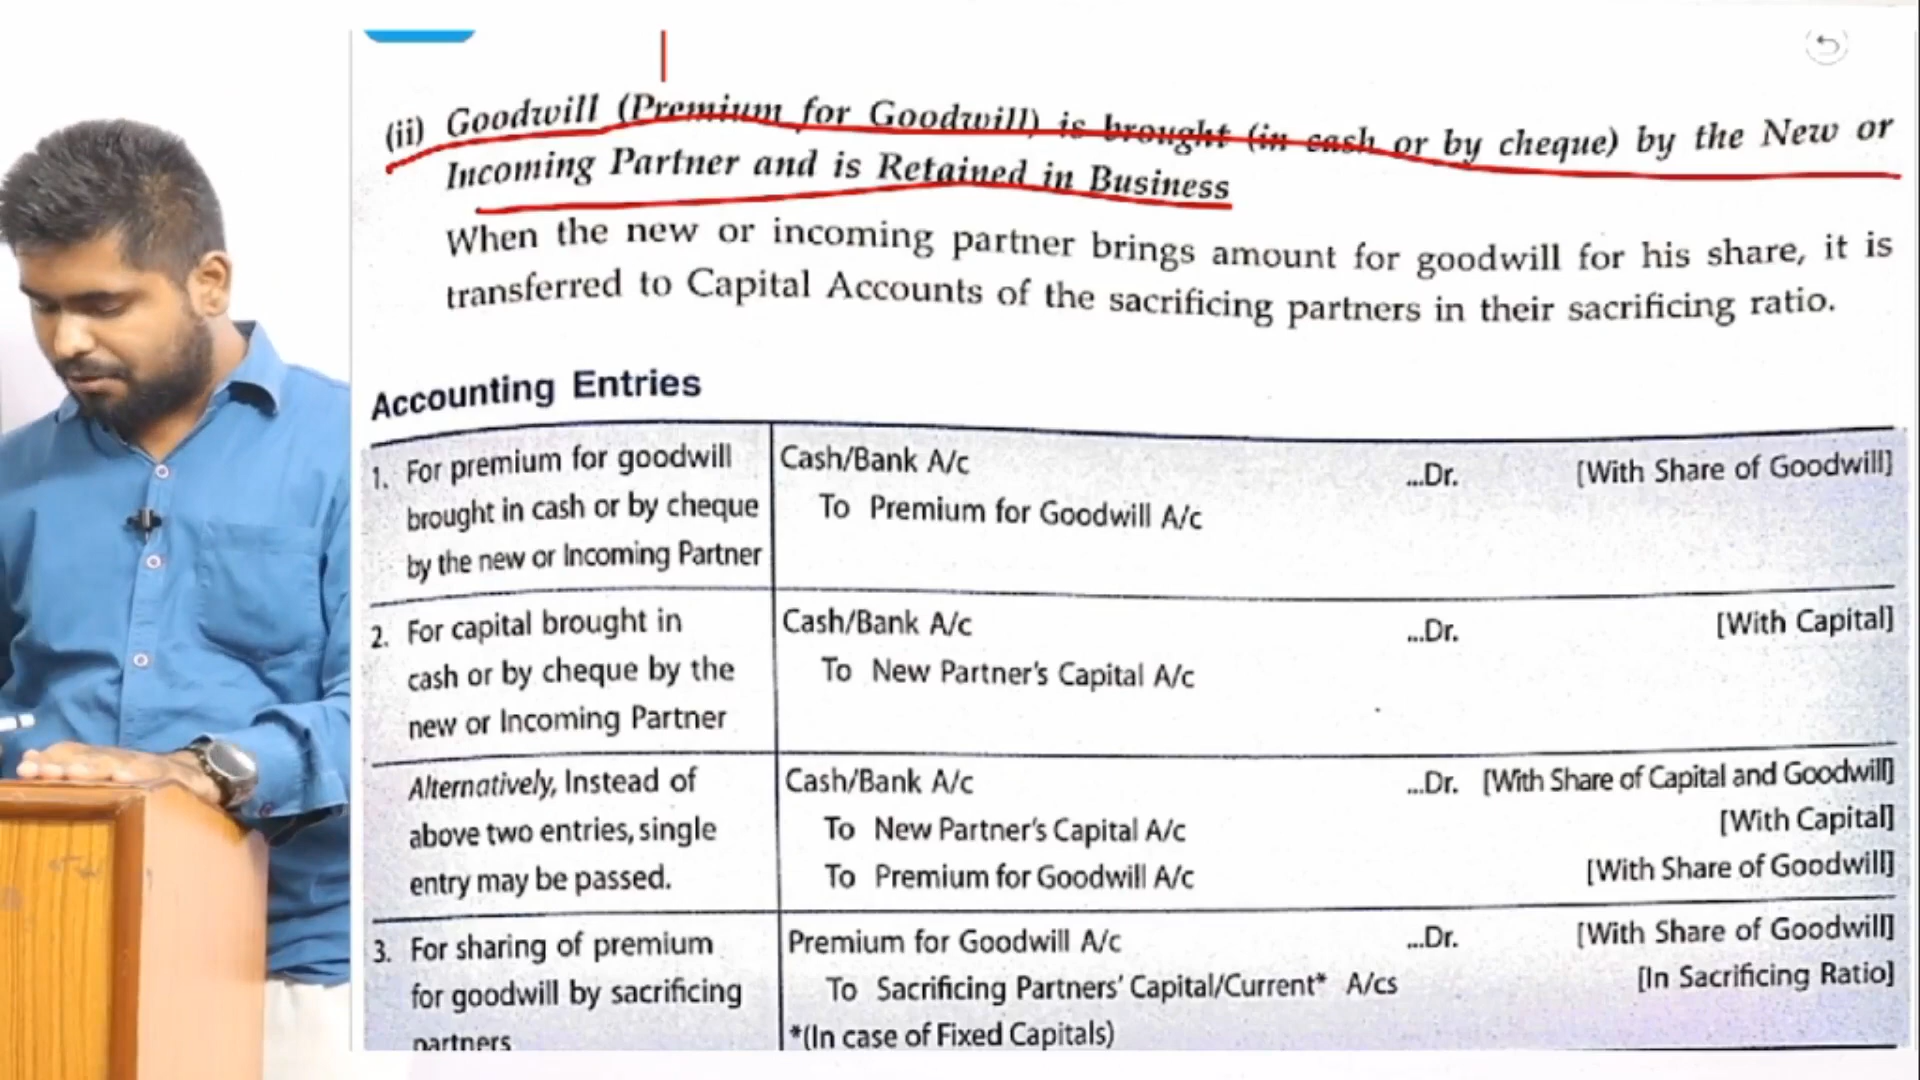 (ii) Goodwill (Premium for Goodwill) is brought (in cash or by cheque) by the New or
Incoming Partner and is Retained in Business
When the new or incoming partner brings amount for goodwill for his share, it is
transferred to Capital Accounts of the sacrificing partners in their sacrificing ratio.
Accounting Entries
1. For premium for goodwill
brought in cash or by cheque
by the new or Incoming Partner
Cash/Bank A/c ...Dr. [With Share of Goodwill]
To Premium for Goodwill A/c
2. For capital brought in
cash or by cheque by the
new or Incoming Partner
Cash/Bank A/c ...Dr. [With Capital]
To New Partner's Capital A/c
Alternatively, Instead of
above two entries, single
entry may be passed.
Cash/Bank A/c ...Dr. [With Share of Capital and Goodwill]
To New Partner's Capital A/c [With Capital]
To Premium for Goodwill A/c [With Share of Goodwill]
3. For sharing of premium
for goodwill by sacrificing
partners
Premium for Goodwill A/c ...Dr. [With Share of Goodwill]
To Sacrificing Partners' Capital/Current* A/cs [In Sacrificing Ratio]
*(In case of Fixed Capitals)